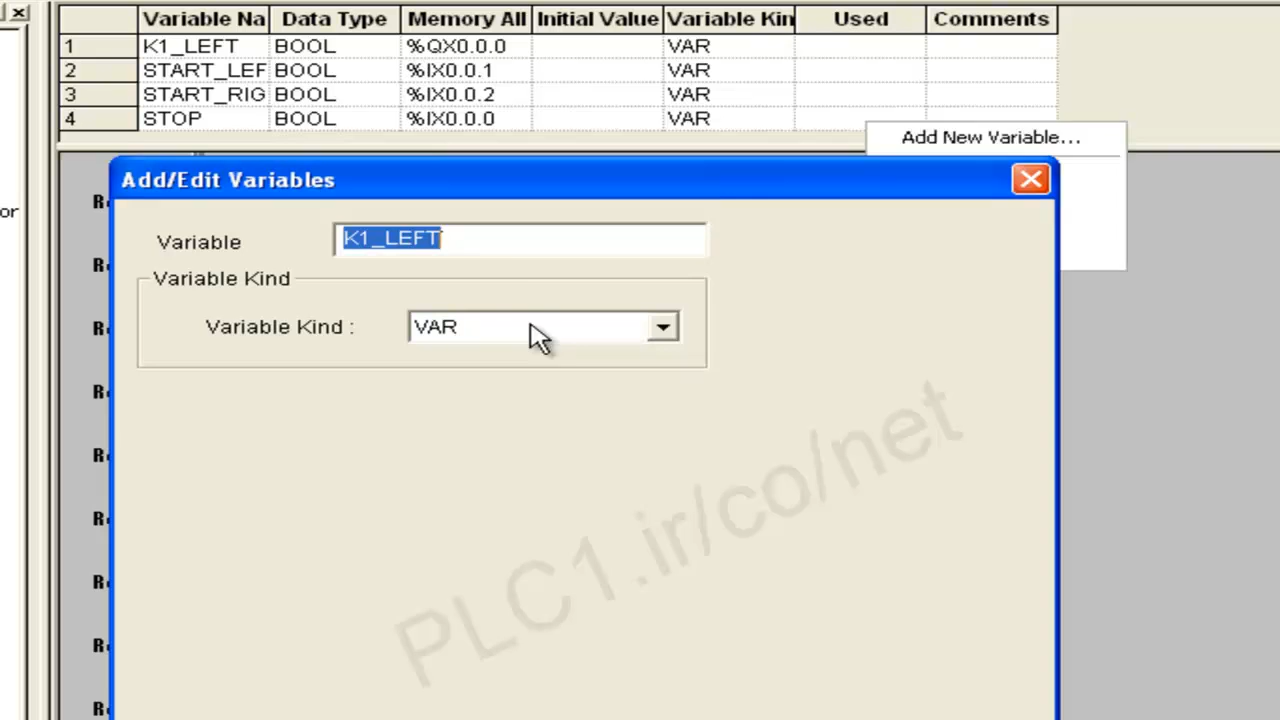 Variable Na Data Type Memory All Initial Value Variable Kin Used Comments
1 K1_LEFT BOOL %QX0.0.0 VAR
2 START_LEF BOOL %IX0.0.1 VAR
3 START_RIG BOOL %IX0.0.2 VAR
4 STOP BOOL %IX0.0.0 VAR
Add New Variable...
Add/Edit Variables
or
R
Variable K1_LEFT
R
Variable Kind
R
Variable Kind : VAR
R
R
R
R
R
R
PLC1.ir/co/net